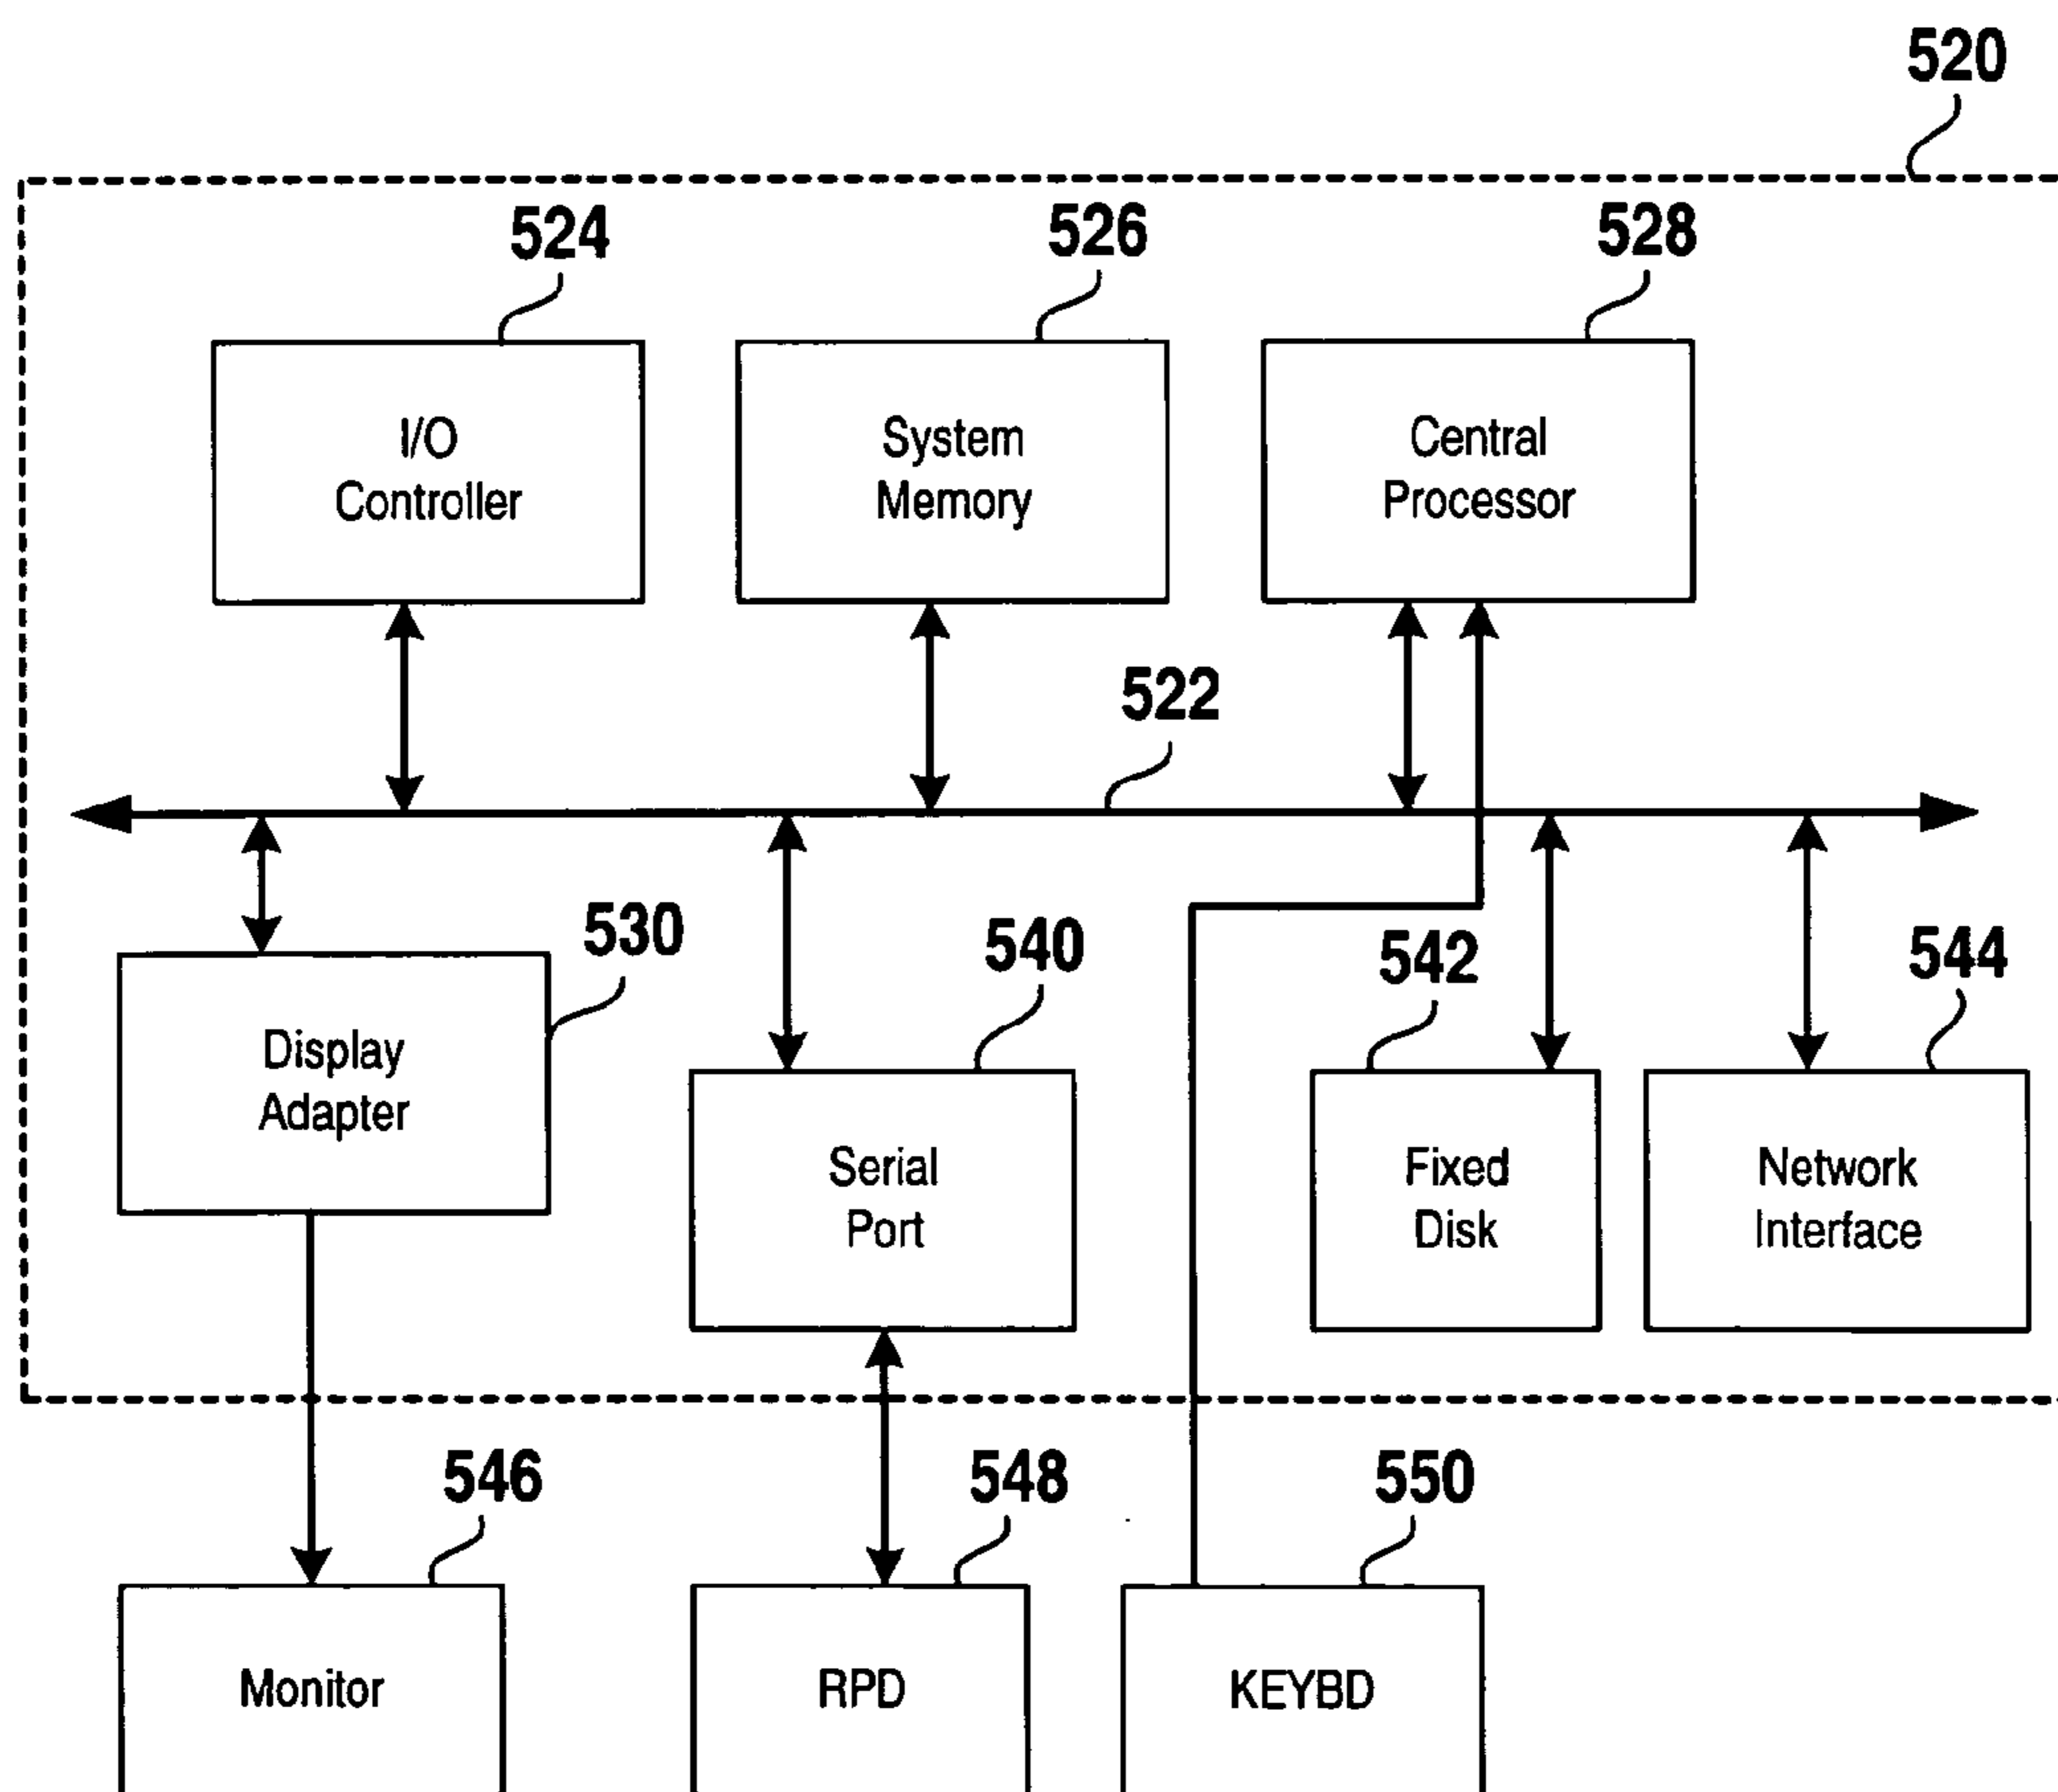 520
524
526
528
I/O
Controller
System
Memory
Central
Processor
522
530
540
542
544
Display
Adapter
Serial
Port
Fixed
Disk
Network
Interface
546
548
550
Monitor
RPD
KEYBD